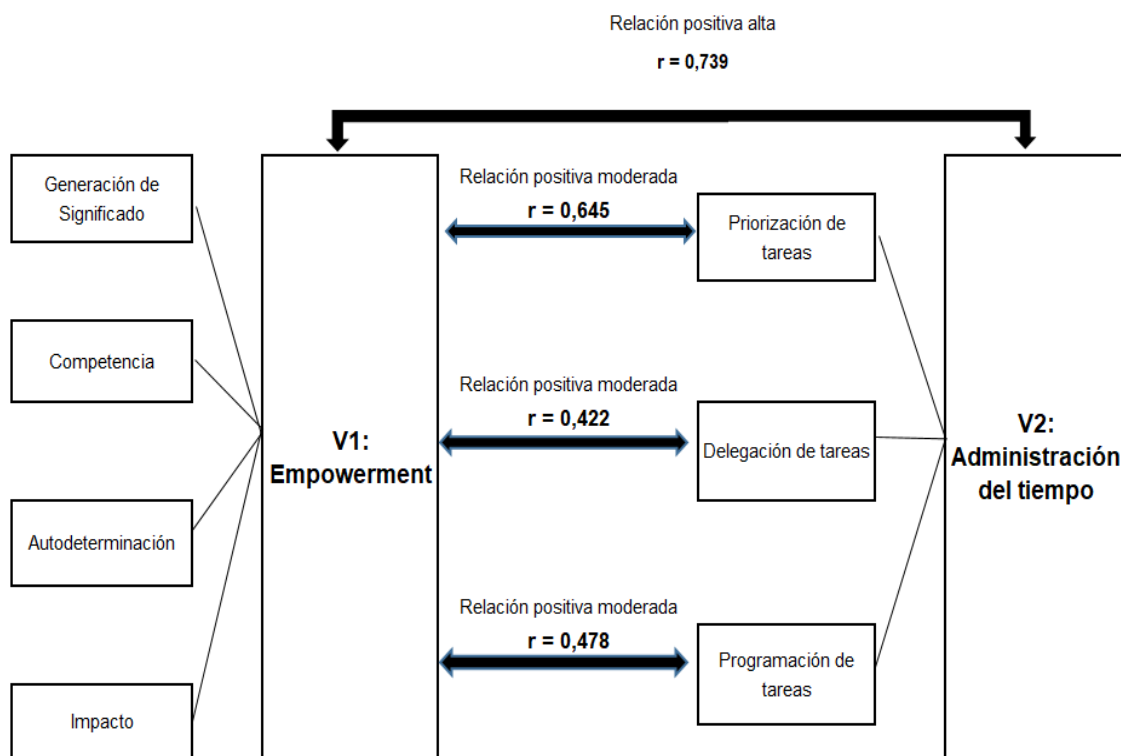 Relación positiva alta
r = 0,739
Generación de
Significado
Competencia
Autodeterminación
Impacto
V1:
Empowerment
Relación positiva moderada
r = 0,645
Relación positiva moderada
r = 0,422
Relación positiva moderada
r = 0,478
Priorización de
tareas
Delegación de tareas
Programación de
tareas
V2:
Administración
del tiempo